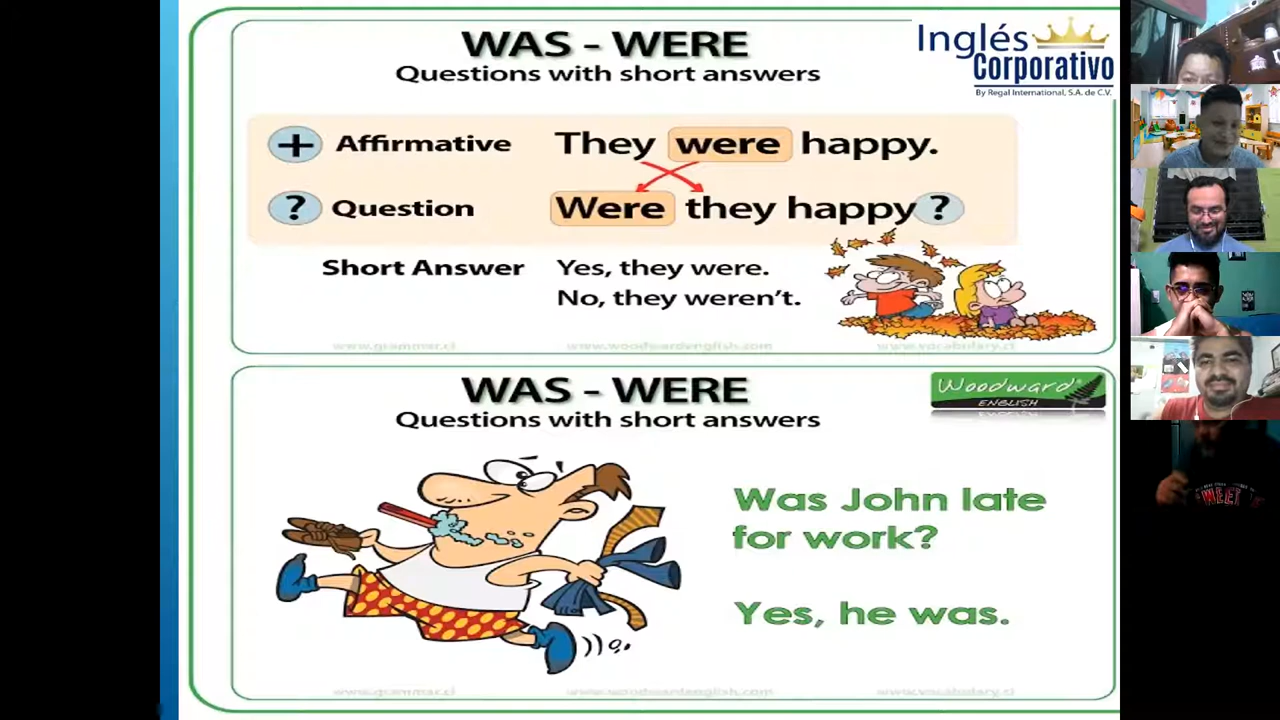 WAS - WERE
Questions with short answers
Inglés
Corporativo
By Regal International, S.A. de C.V.
+ Affirmative They were happy.
? Question Were they happy ?
Short Answer Yes, they were.
No, they weren't.
www.grammar.cl www.woodwardenglish.com www.vocabulary.cl
WAS - WERE
Questions with short answers
Woodward®
ENGLISH
Was John late
for work?
Yes, he was.
www.grammar.cl www.woodwardenglish.com www.vocabulary.cl